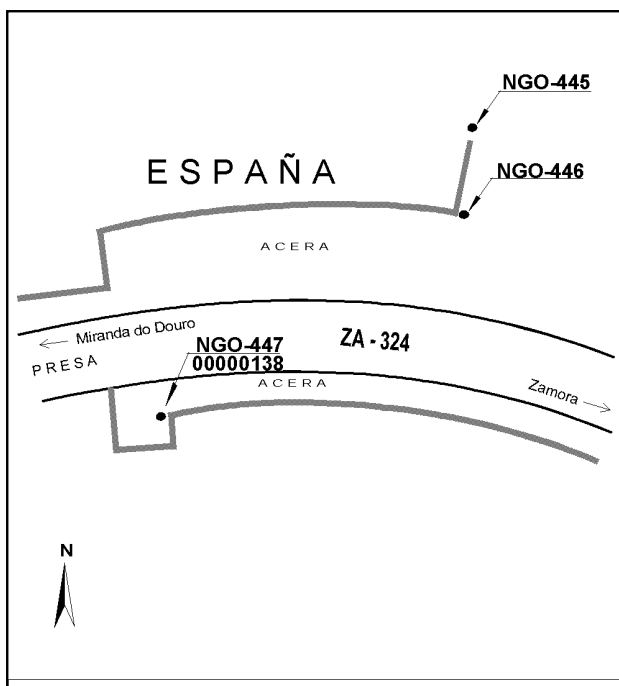 NGO-445
ESPAÑA
NGO-446
ACERA
Miranda do Douro
ZA - 324
NGO-447
00000138
PRESA
ACERA
Zamora
N